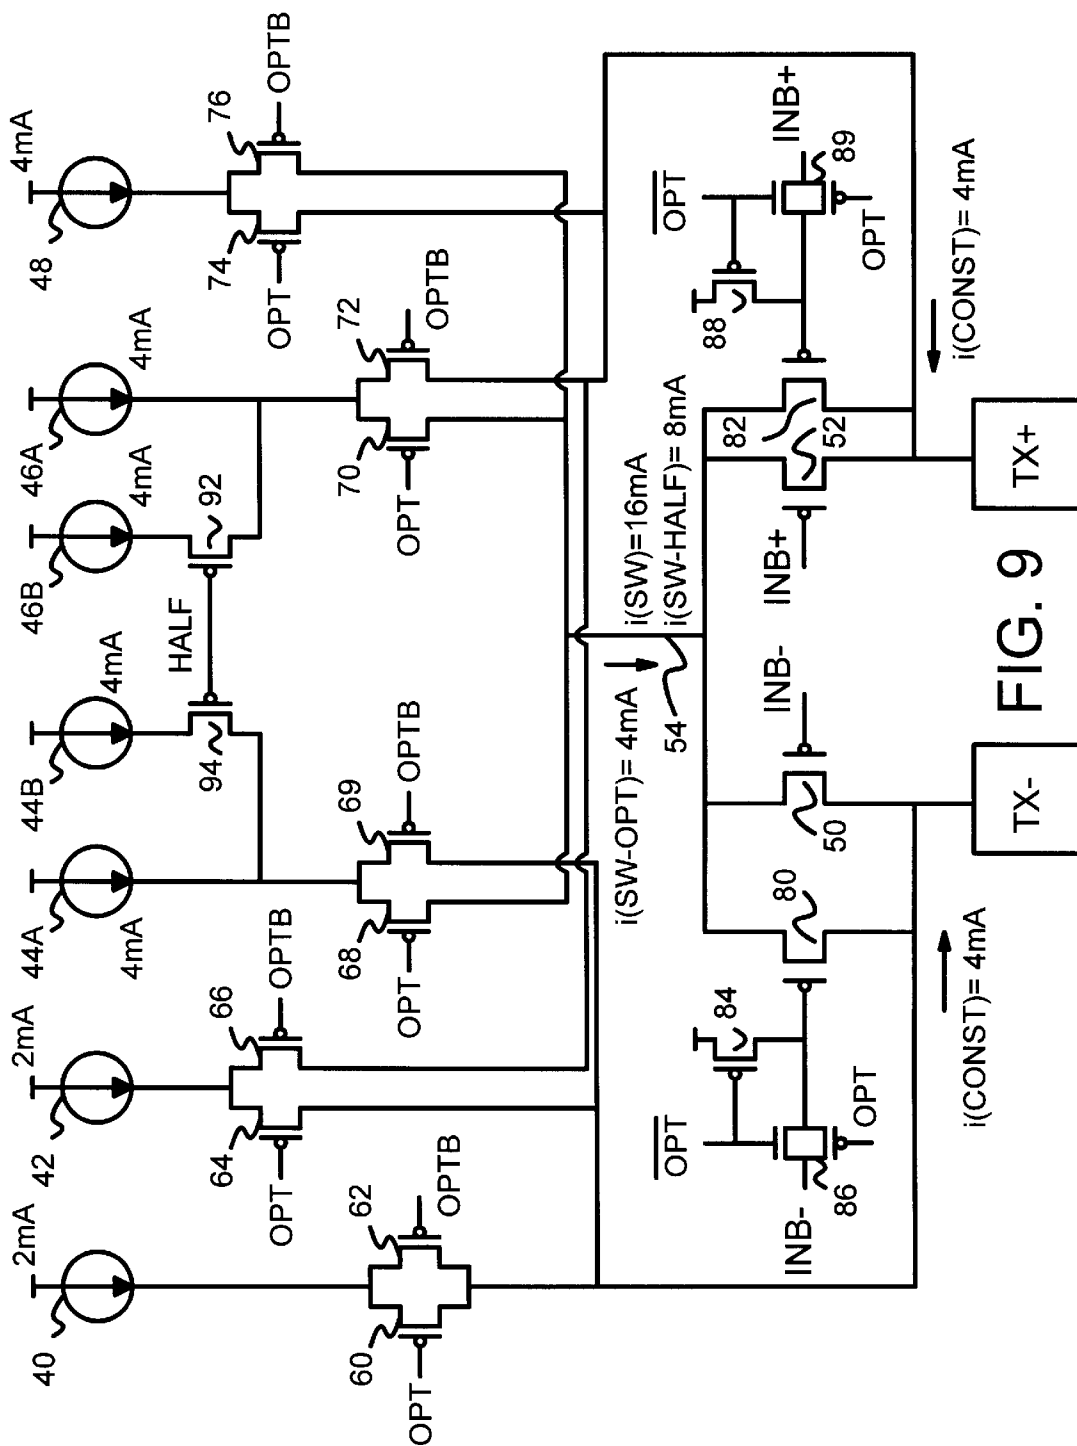 2mA
40
2mA
42
4mA
44A
4mA
44B
4mA
46B
4mA
46A
4mA
48
HALF
94
92
OPT
60
62
OPTB
OPT
64
66
OPTB
OPT
68
69
OPTB
OPT
70
72
OPTB
OPT
74
76
OPTB
i(SW-OPT)= 4mA
i(SW)=16mA
i(SW-HALF)= 8mA
54
OPT
84
INB-
86
OPT
80
50
INB-
INB+
82
52
88
OPT
INB+
89
OPT
i(CONST)= 4mA
i(CONST)= 4mA
TX-
TX+
FIG. 9